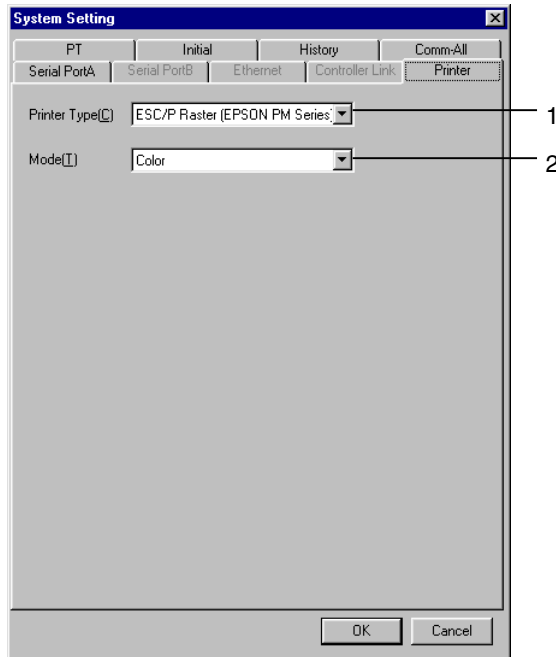 System Setting
PT Initial History Comm-All
Serial PortA Serial PortB Ethernet Controller Link Printer
Printer Type(C) ESC/P Raster (EPSON PM Series) 1
Mode(T) Color 2
OK Cancel